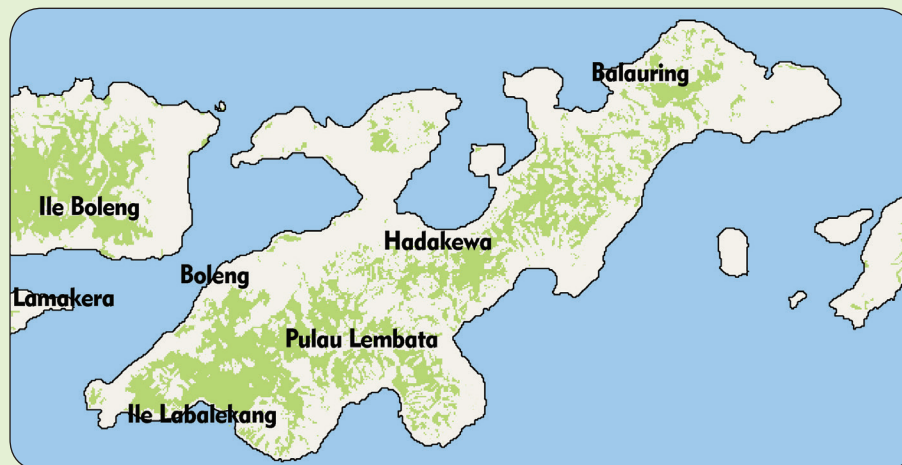 Balauring
Ile Boleng
Hadakewa
Boleng
Lamakera
Pulau Lembata
Ile Labalekang